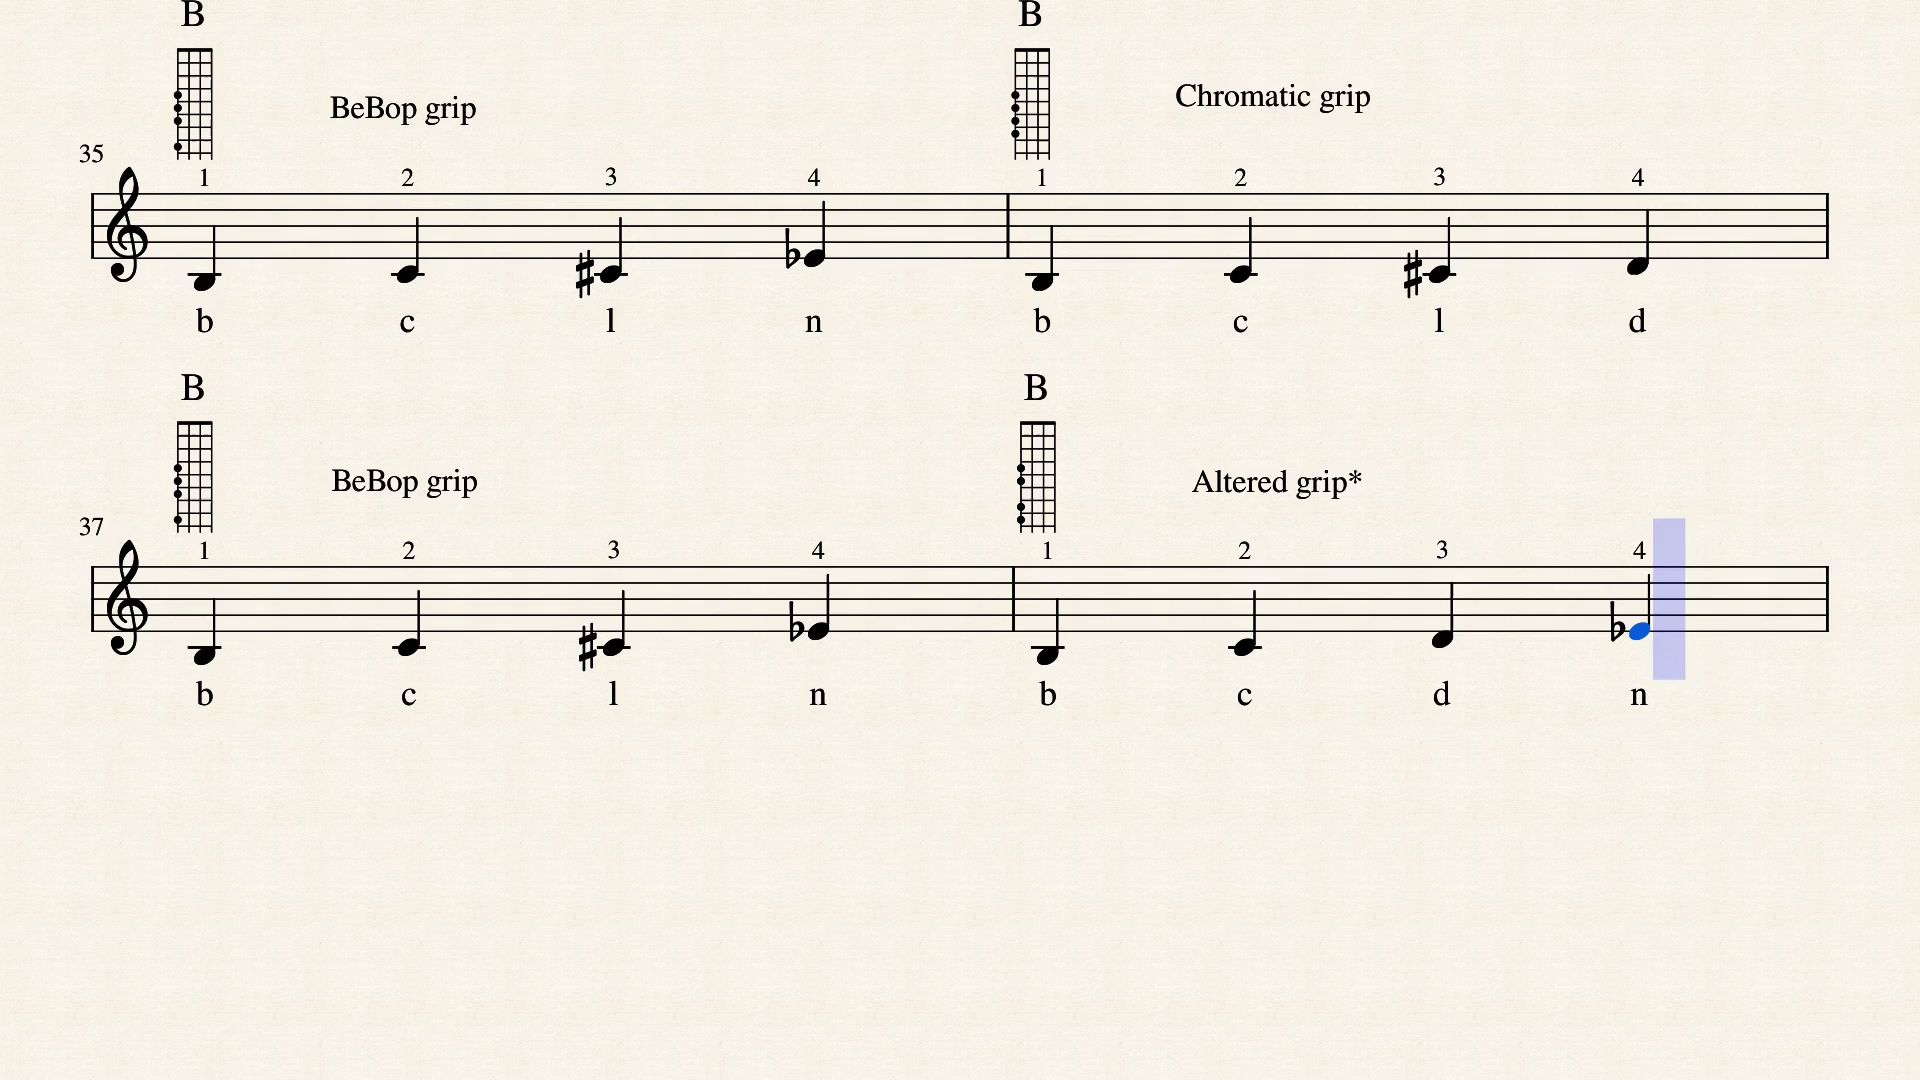 B B
BeBop grip Chromatic grip
35
1 2 3 4 1 2 3 4
b c l n b c l d
B B
BeBop grip Altered grip*
37
1 2 3 4 1 2 3 4
b c l n b c d n